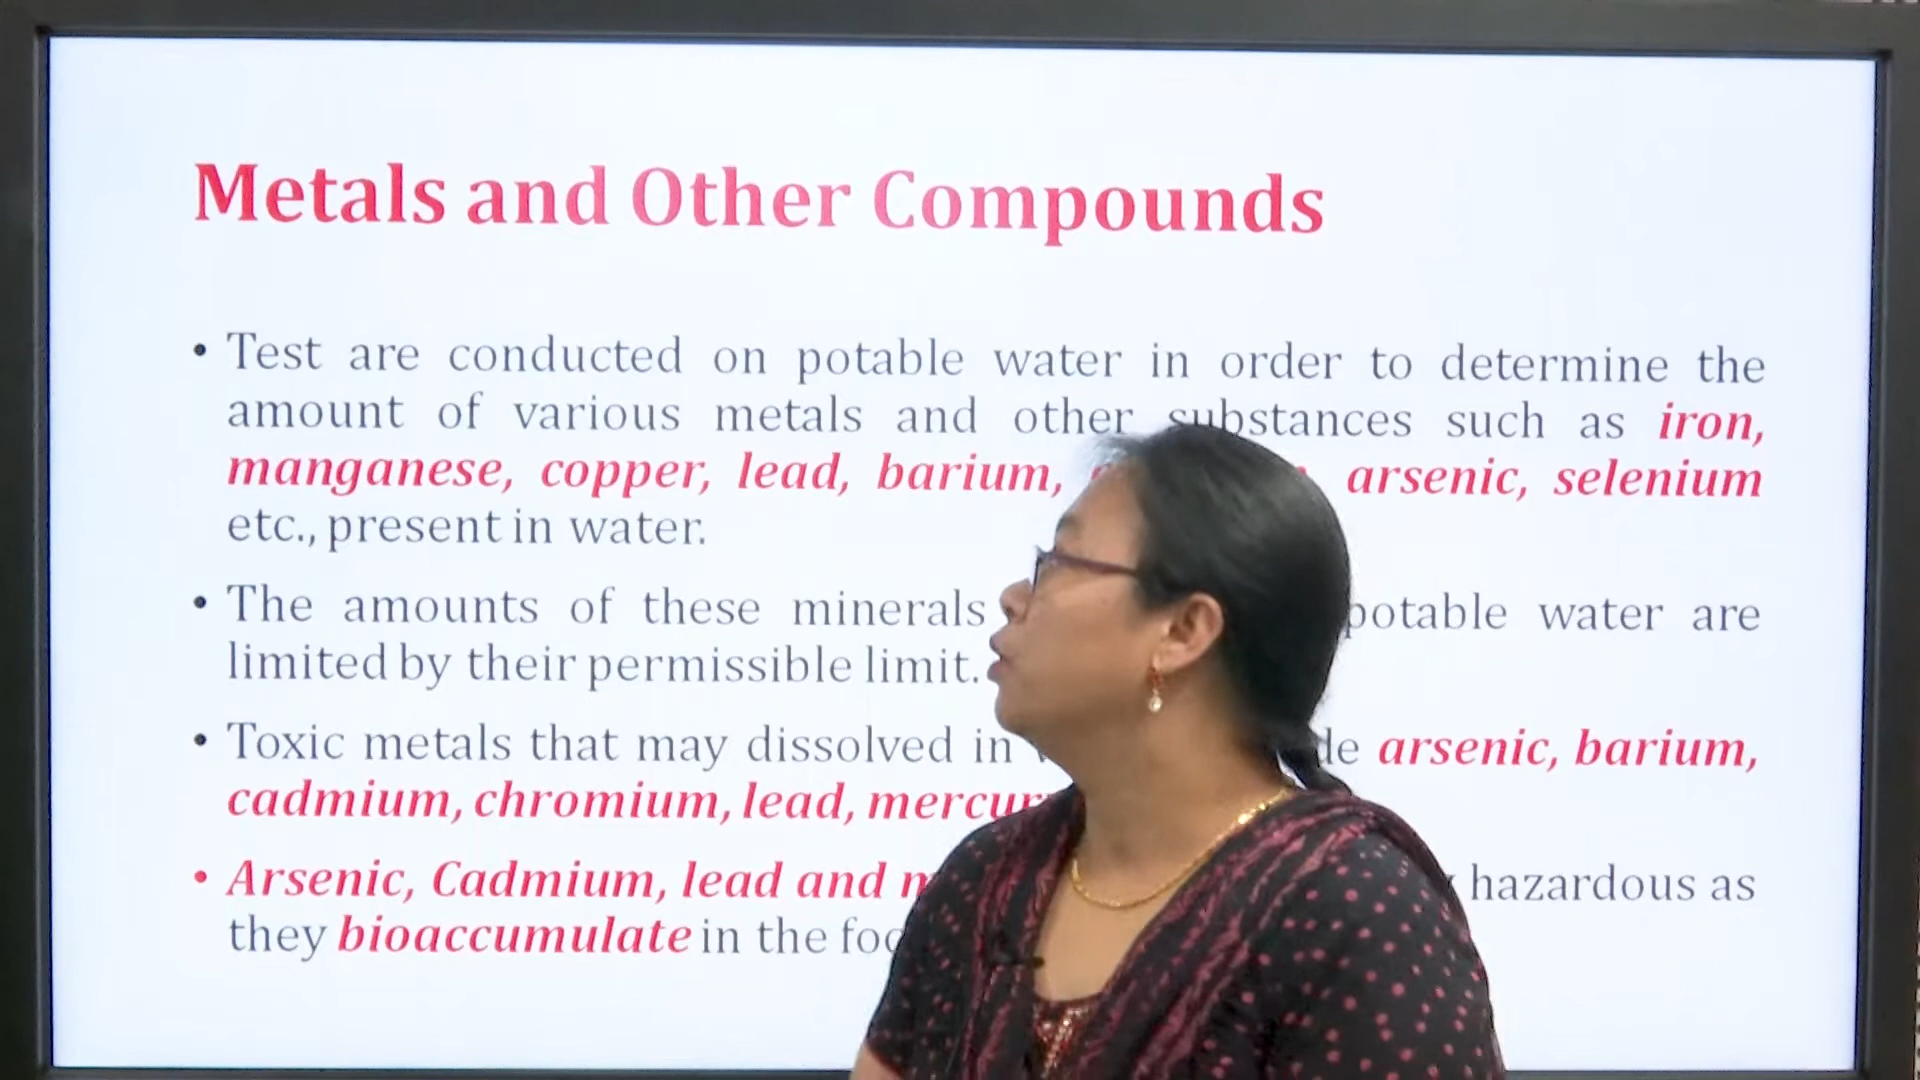 Metals and Other Compounds
• Test are conducted on potable water in order to determine the
amount of various metals and other substances such as iron,
manganese, copper, lead, barium, arsenic, selenium
etc., present in water.
• The amounts of these minerals potable water are
limited by their permissible limit.
• Toxic metals that may dissolved in arsenic, barium,
cadmium, chromium, lead,
• Arsenic, Cadmium, lead and hazardous as
they bioaccumulate in the